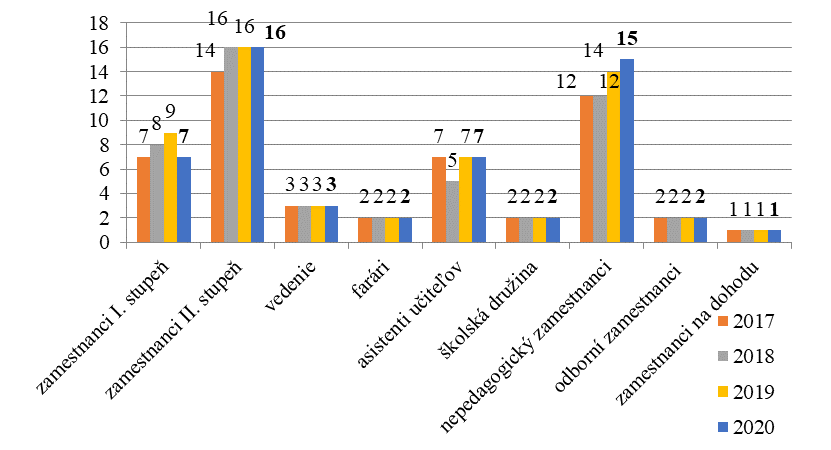 18
16
14
12
10
8
6
4
2
0
7 8 9 7
14 16 16 16
3 3 3 3
2 2 2 2
7 5 7 7
2 2 2 2
12 12 14 15
2 2 2 2
1 1 1 1
zamestnanci I. stupeň
zamestnanci II. stupeň
vedenie
farári
asistenti učiteľov
školská družina
nepedagogický zamestnanci
odborní zamestnanci
zamestnanci na dohodu
2017
2018
2019
2020